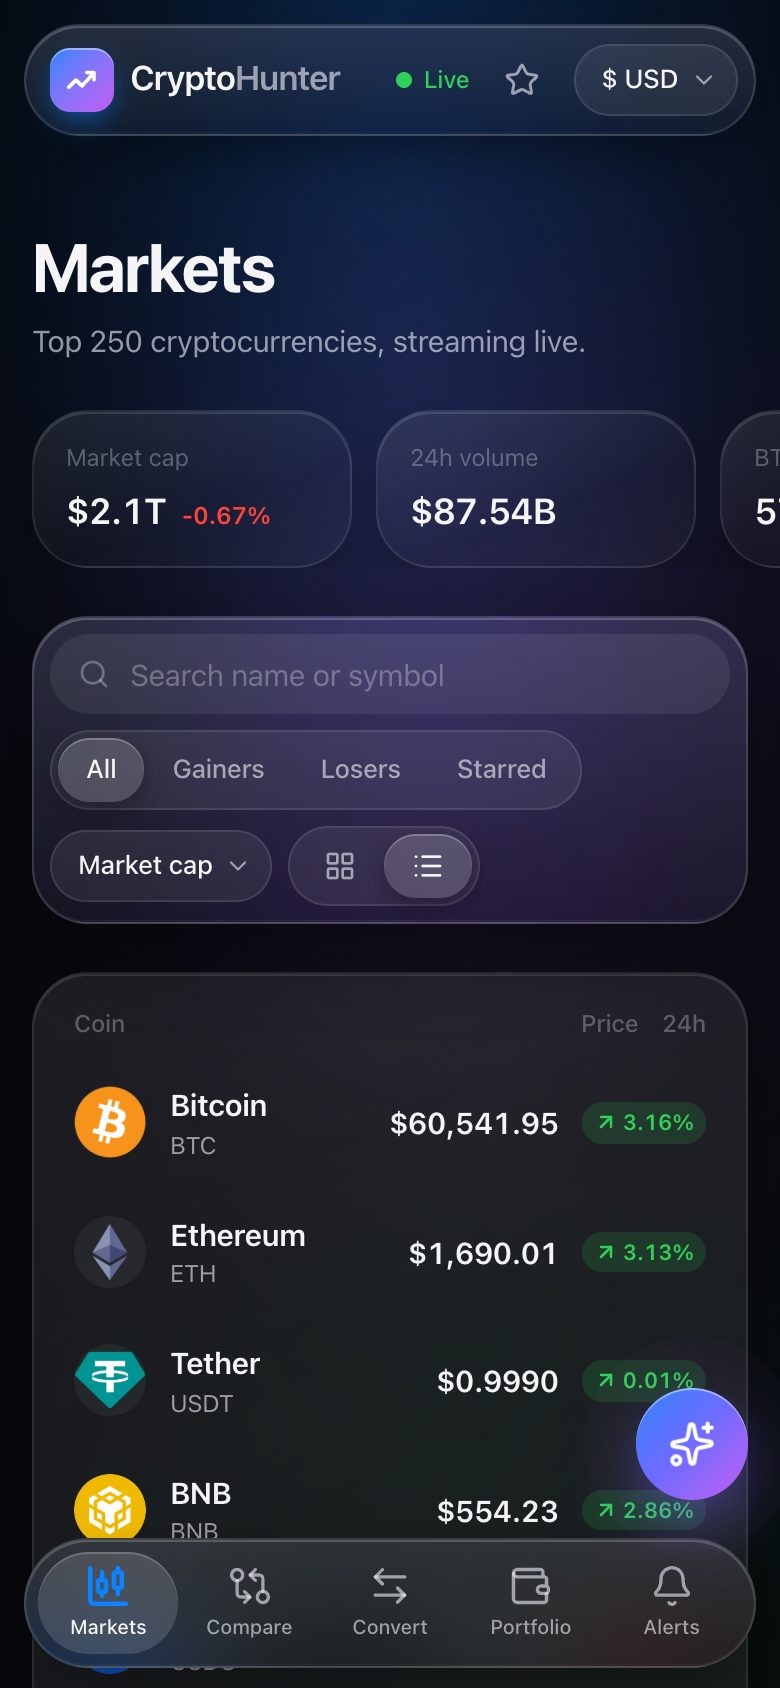 CryptoHunter
Live
$ USD
Markets
Top 250 cryptocurrencies, streaming live.
Market cap
24h volume
$2.1T -0.67%
$87.54B
Search name or symbol
All Gainers Losers Starred
Market cap
Coin Price 24h
Bitcoin
BTC
$60,541.95 3.16%
Ethereum
ETH
$1,690.01 3.13%
Tether
USDT
$0.9990 0.01%
BNB
BNB
$554.23 2.86%
Markets Compare Convert Portfolio Alerts